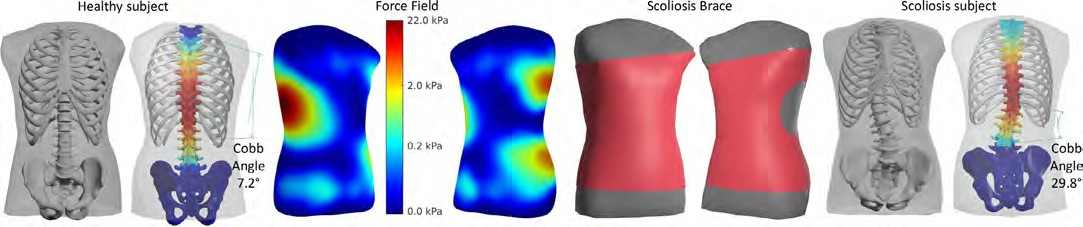 Healthy subject
Force Field
Scoliosis Brace
Scoliosis subject
Cobb
Angle
7.2°
22.0 kPa
2.0 kPa
0.2 kPa
0.0 kPa
Cobb
Angle
29.8°